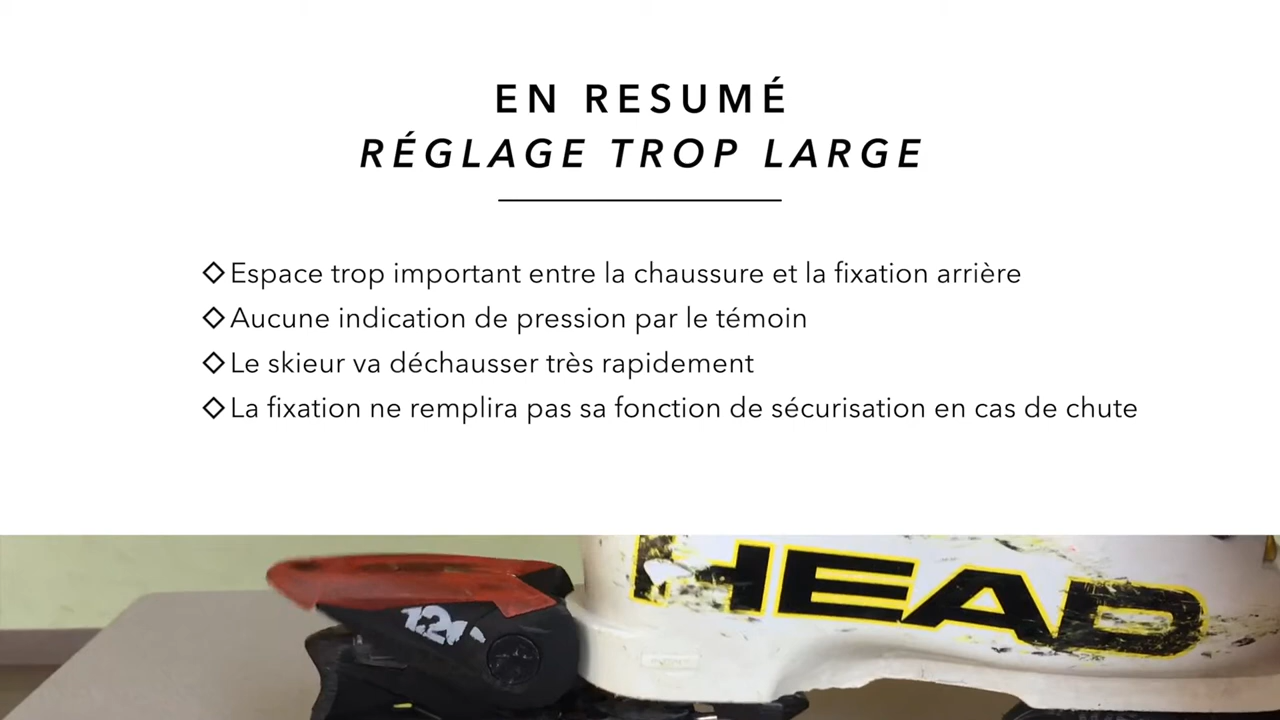 EN RESUMÉ
RÉGLAGE TROP LARGE
Espace trop important entre la chaussure et la fixation arrière
Aucune indication de pression par le témoin
Le skieur va déchausser très rapidement
La fixation ne remplira pas sa fonction de sécurisation en cas de chute
HEAD